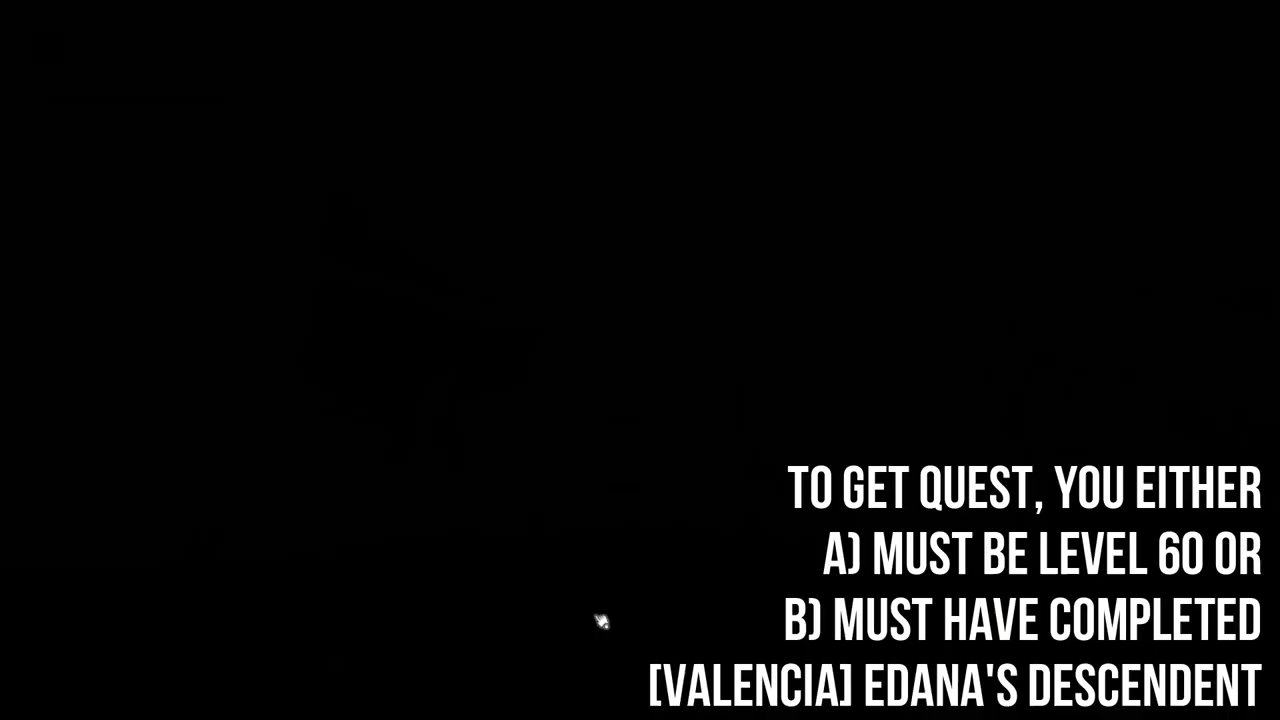 TO GET QUEST, YOU EITHER
A) MUST BE LEVEL 60 OR
B) MUST HAVE COMPLETED
[VALENCIA] EDANA'S DESCENDENT